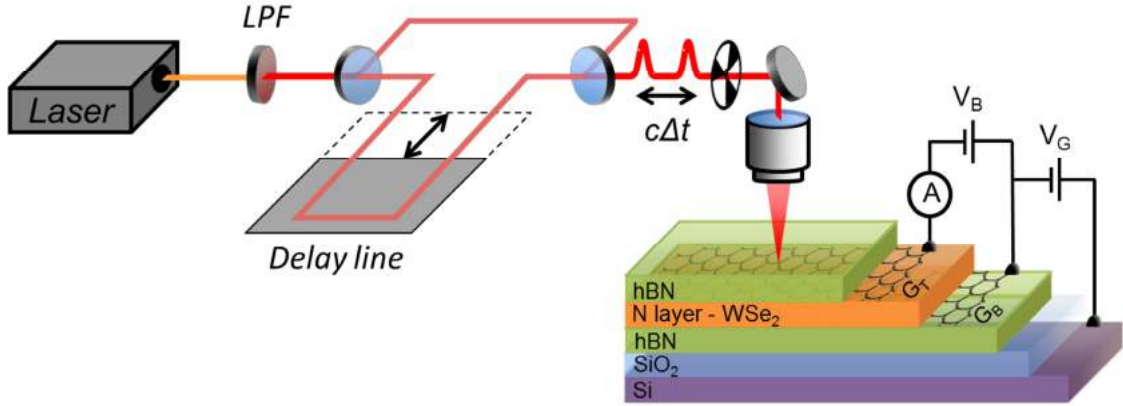 LPF
Laser
Delay line
cΔt
V_B
V_G
A
hBN
G_T
N layer - WSe₂
G_B
hBN
SiO₂
Si